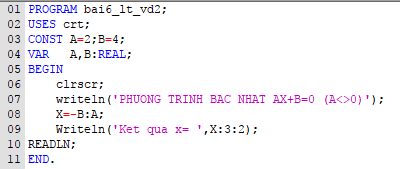 01 PROGRAM bai6_lt_vd2;
02 USES crt;
03 CONST A=2;B=4;
04 VAR   A,B:REAL;
05 BEGIN
06     clrscr;
07     writeln('PHUONG TRINH BAC NHAT AX+B=0 (A<>0)');
08     X=-B:A;
09     Writeln('Ket qua x= ',X:3:2);
10 READLN;
11 END.